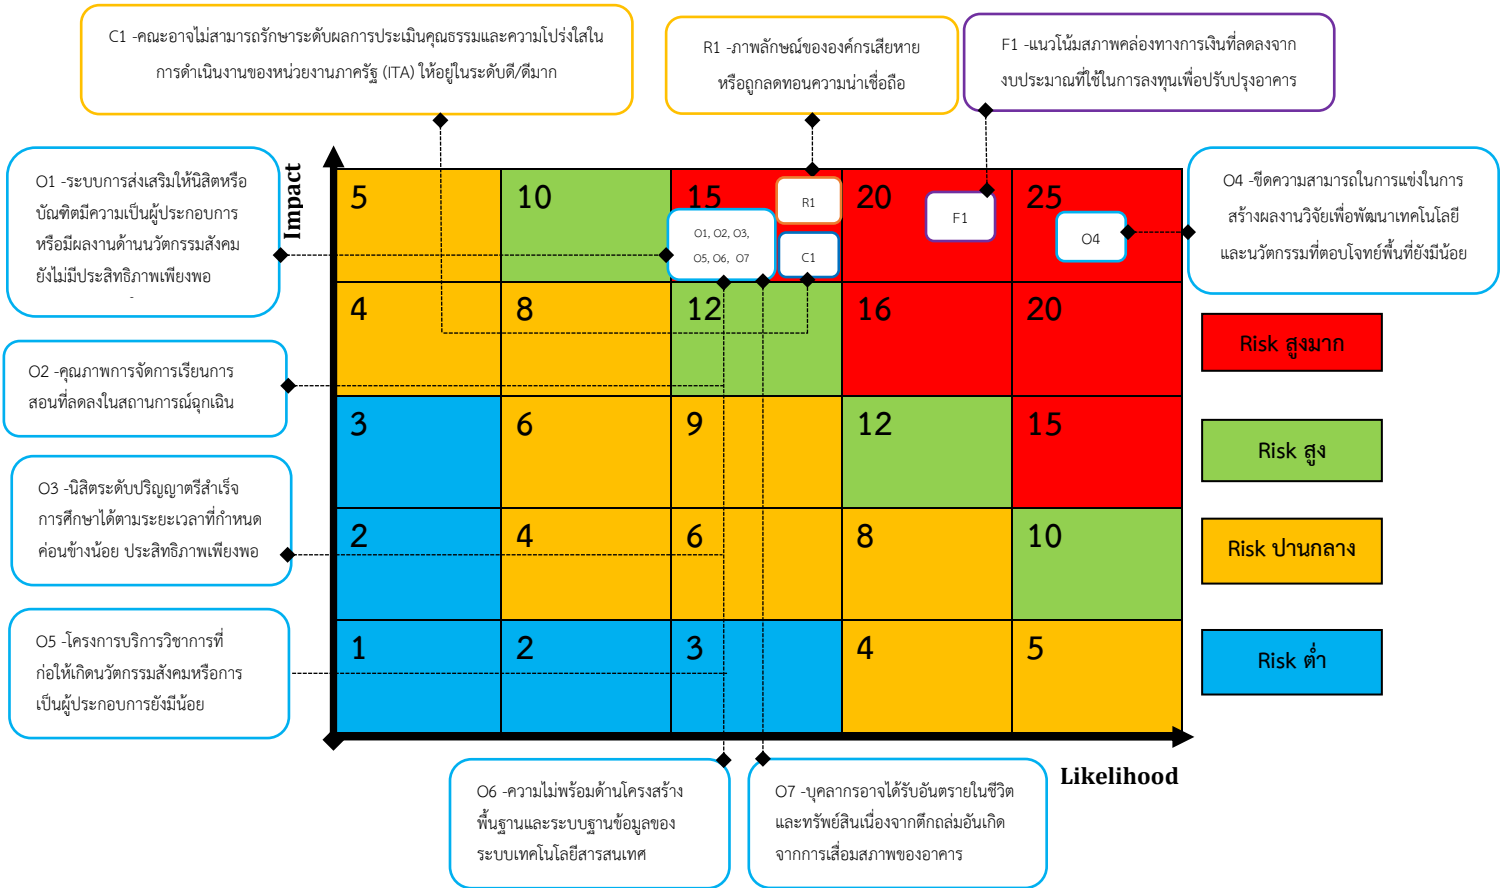 C1 -คณะอาจไม่สามารถรักษาระดับผลการประเมินคุณธรรมและความโปร่งใสใน
การดำเนินงานของหน่วยงานภาครัฐ (ITA) ให้อยู่ในระดับดี/ดีมาก
R1 -ภาพลักษณ์ขององค์กรเสียหาย
หรือถูกลดทอนความน่าเชื่อถือ
F1 -แนวโน้มสภาพคล่องทางการเงินที่ลดลงจาก
งบประมาณที่ใช้ในการลงทุนเพื่อปรับปรุงอาคาร
O1 -ระบบการส่งเสริมให้นิสิตหรือ
บัณฑิตมีความเป็นผู้ประกอบการ
หรือมีผลงานด้านนวัตกรรมสังคม
ยังไม่มีประสิทธิภาพเพียงพอ
Impact
5
10
15
20
25
R1
F1
O1, O2, O3,
O5, O6, O7
C1
O4
O4 -ขีดความสามารถในการแข่งในการ
สร้างผลงานวิจัยเพื่อพัฒนาเทคโนโลยี
และนวัตกรรมที่ตอบโจทย์พื้นที่ยังมีน้อย
4
8
12
16
20
Risk สูงมาก
O2 -คุณภาพการจัดการเรียนการ
สอนที่ลดลงในสถานการณ์ฉุกเฉิน
3
6
9
12
15
Risk สูง
O3 -นิสิตระดับปริญญาตรีสำเร็จ
การศึกษาได้ตามระยะเวลาที่กำหนด
ค่อนข้างน้อย ประสิทธิภาพเพียงพอ
2
4
6
8
10
Risk ปานกลาง
O5 -โครงการบริการวิชาการที่
ก่อให้เกิดนวัตกรรมสังคมหรือการ
เป็นผู้ประกอบการยังมีน้อย
1
2
3
4
5
Risk ต่ำ
Likelihood
O6 -ความไม่พร้อมด้านโครงสร้าง
พื้นฐานและระบบฐานข้อมูลของ
ระบบเทคโนโลยีสารสนเทศ
O7 -บุคลากรอาจได้รับอันตรายในชีวิต
และทรัพย์สินเนื่องจากตึกถล่มอันเกิด
จากการเสื่อมสภาพของอาคาร